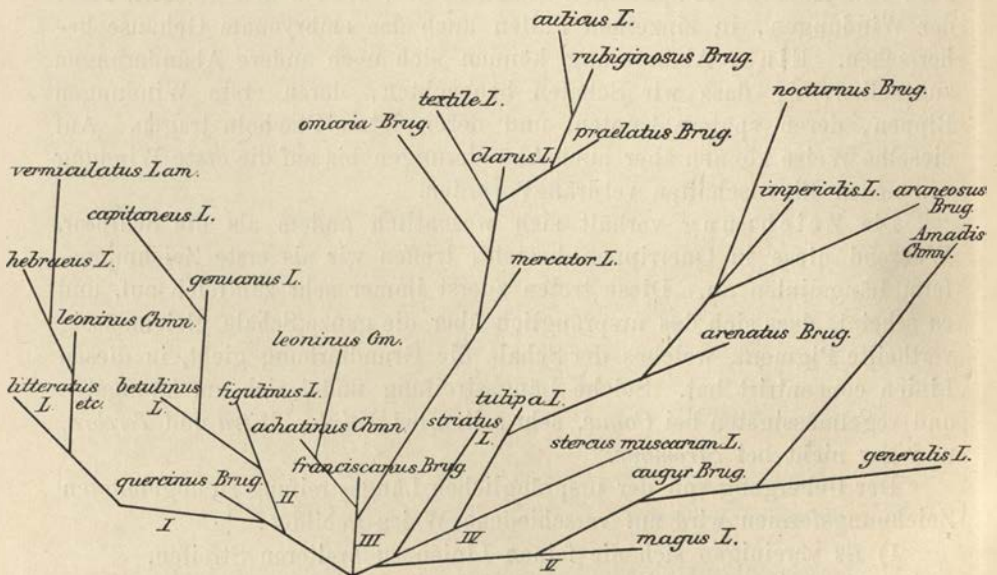 aulicus L.
rubiginosus Brug.
nocturnus Brug.
textile L.
omaria Brug
praelatus Brug.
clarus L
vermiculatus Lam.
imperialis L.
araneosus
Brug.
capitaneus L.
Amadis
Chmn.
hebraeus L.
genuanus L.
mercator L.
leoninus Chmn.
arenatus Brug.
leoninus Gm.
litteratus
L. etc.
betulinus
L.
figulinus L.
tulipa L.
achatinus Chmn
striatus
L.
stercus muscarum L.
franciscanus Brug
augur Brug.
generalis L.
quercinus Brug.
II
I
III
IV
magus L.
V